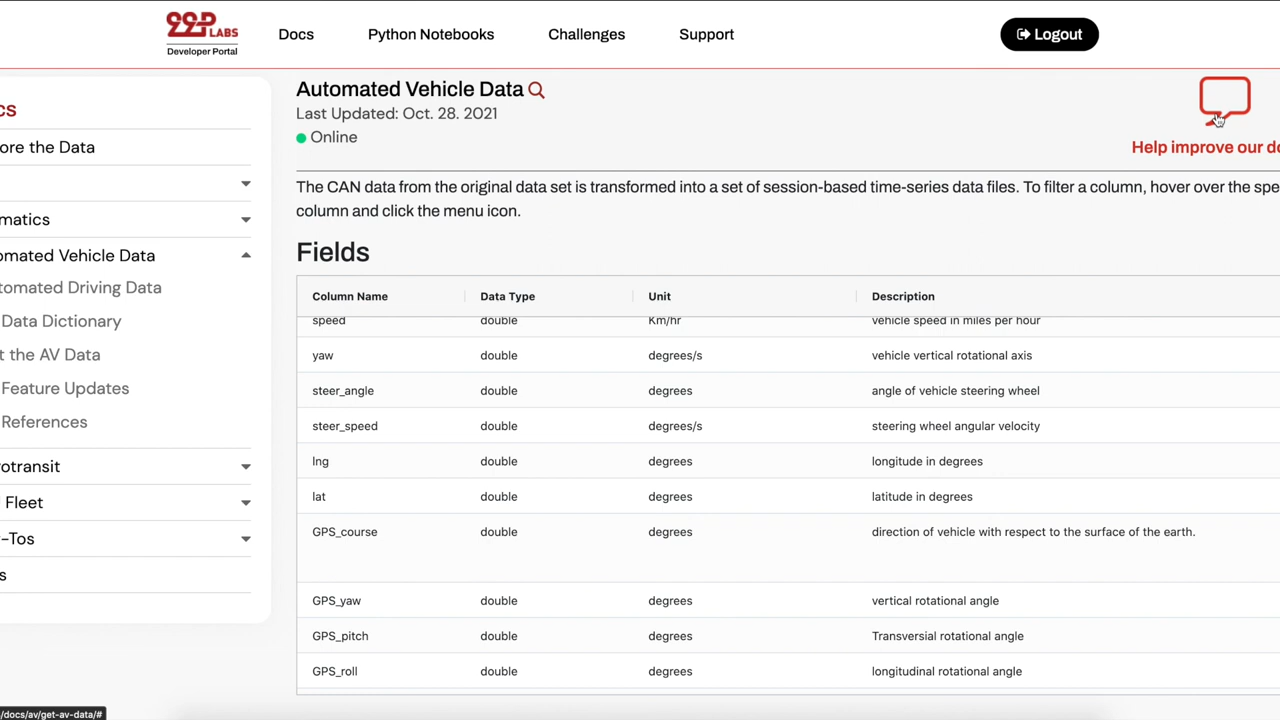 99P LABS
Developer Portal
Docs
Python Notebooks
Challenges
Support
Logout
cs
ore the Data
matics
omated Vehicle Data
tomated Driving Data
Data Dictionary
t the AV Data
Feature Updates
References
rotransit
Fleet
-Tos
s
Automated Vehicle Data
Last Updated: Oct. 28. 2021
Online
Help improve our do
The CAN data from the original data set is transformed into a set of session-based time-series data files. To filter a column, hover over the spe
column and click the menu icon.
Fields
Column Name Data Type Unit Description
speed double Km/hr vehicle speed in miles per hour
yaw double degrees/s vehicle vertical rotational axis
steer_angle double degrees angle of vehicle steering wheel
steer_speed double degrees/s steering wheel angular velocity
lng double degrees longitude in degrees
lat double degrees latitude in degrees
GPS_course double degrees direction of vehicle with respect to the surface of the earth.
GPS_yaw double degrees vertical rotational angle
GPS_pitch double degrees Transversial rotational angle
GPS_roll double degrees longitudinal rotational angle
/docs/av/get-av-data/#